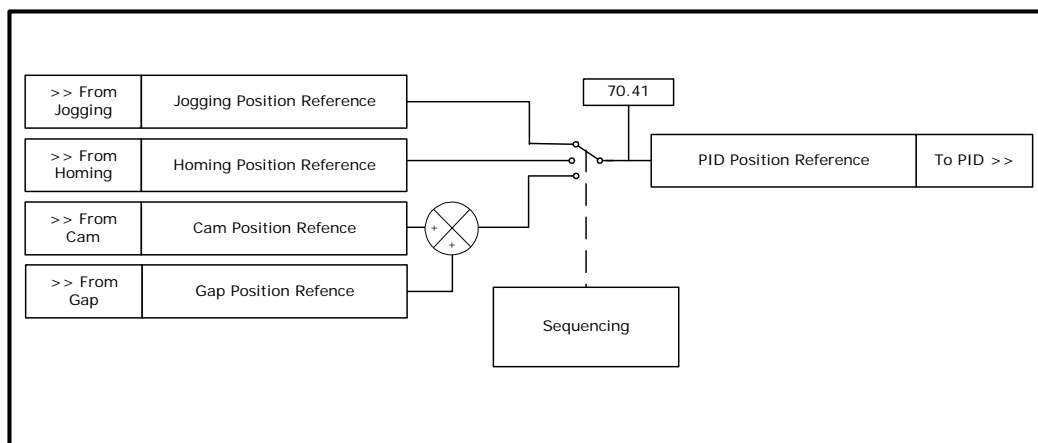 >> From
Jogging
Jogging Position Reference
70.41
>> From
Homing
Homing Position Reference
PID Position Reference
To PID >>
>> From
Cam
Cam Position Refence
+
+
>> From
Gap
Gap Position Refence
Sequencing